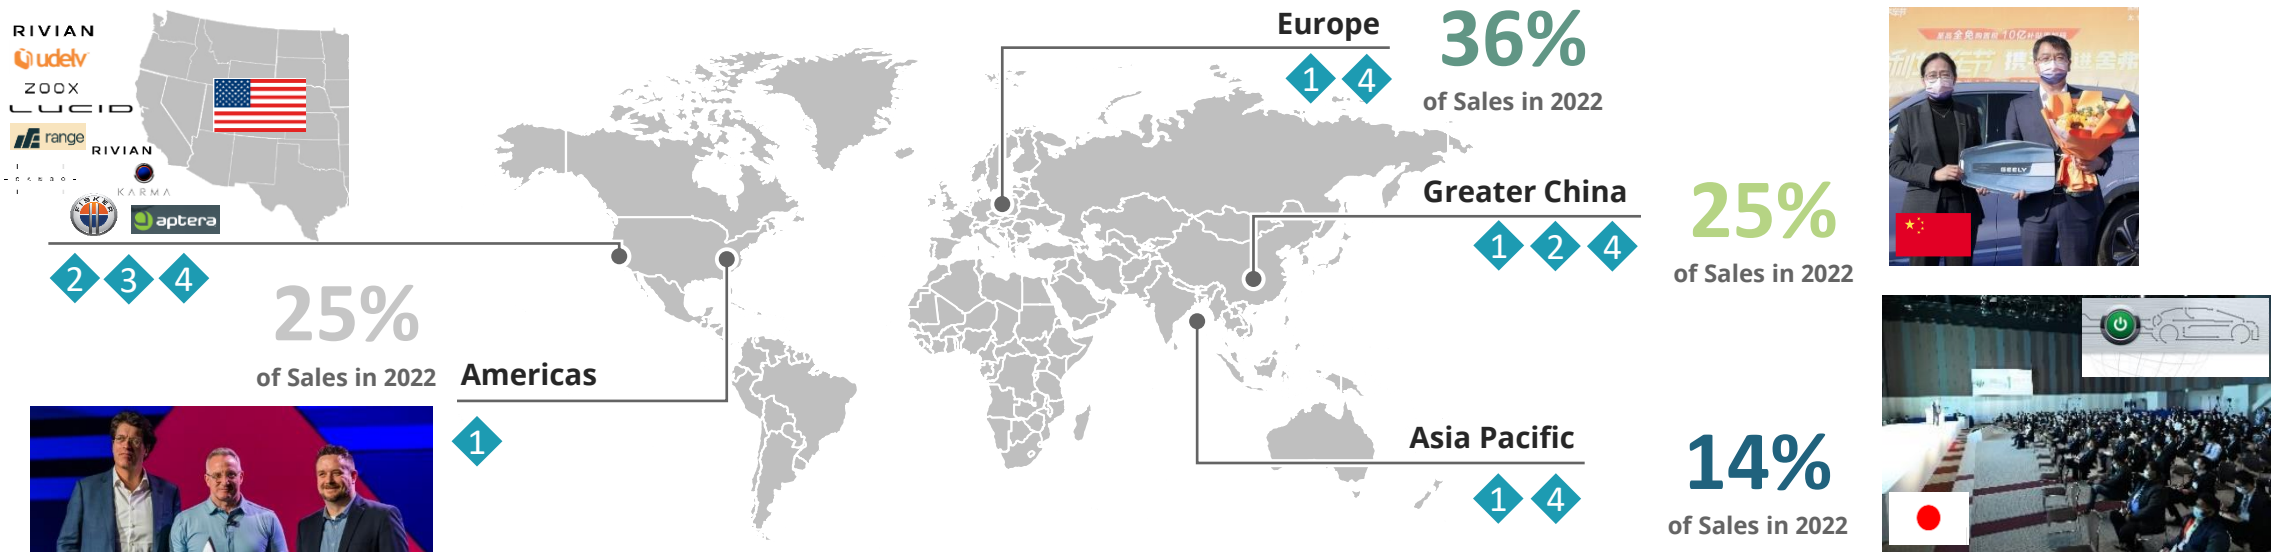 RIVIAN
udelv
ZOOX
LUCID
range
RIVIAN
KARMA
FISKER
aptera
2 3 4
25%
of Sales in 2022
Americas
1
Europe
1 4
36%
of Sales in 2022
Greater China
1 2 4
25%
of Sales in 2022
Asia Pacific
1 4
14%
of Sales in 2022
GEELY